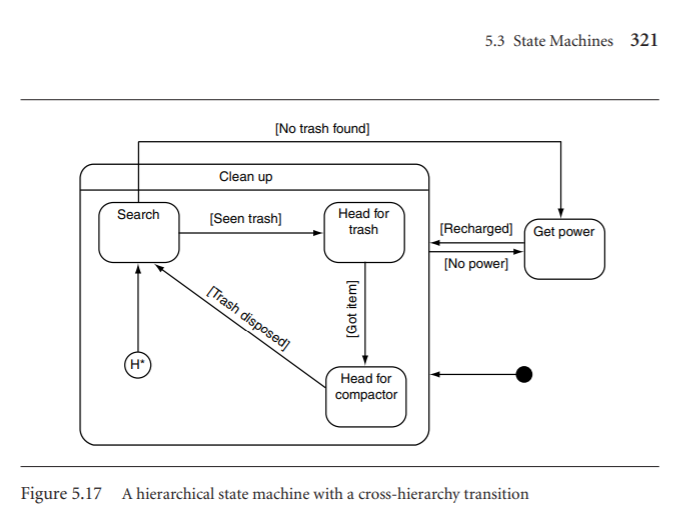 5.3 State Machines 321
[No trash found]
Clean up
Search
[Seen trash]
Head for
trash
[Recharged]
Get power
[No power]
[Trash disposed]
[Got item]
H*
Head for
compactor
Figure 5.17 A hierarchical state machine with a cross-hierarchy transition